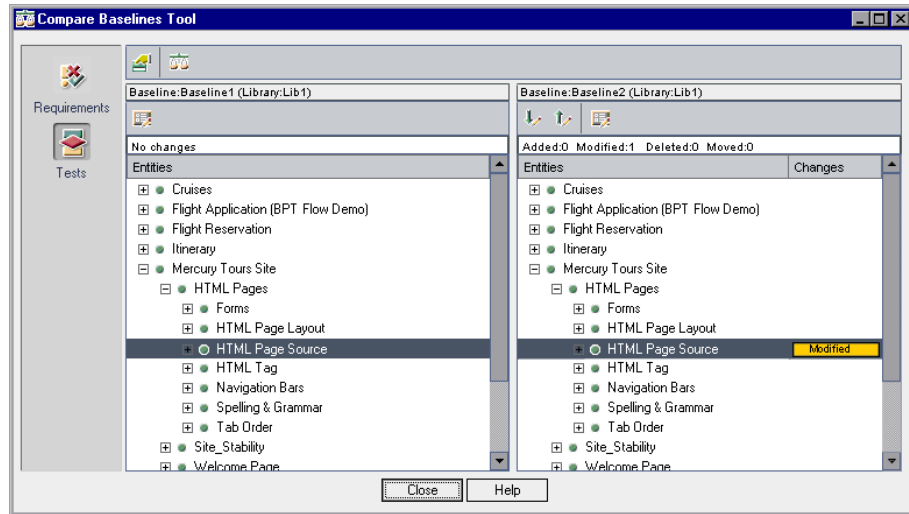 Compare Baselines Tool
Requirements
Tests
Baseline:Baseline1 (Library:Lib1)
No changes
Entities
Cruises
Flight Application (BPT Flow Demo)
Flight Reservation
Itinerary
Mercury Tours Site
HTML Pages
Forms
HTML Page Layout
HTML Page Source
HTML Tag
Navigation Bars
Spelling & Grammar
Tab Order
Site_Stability
Welcome Page
Baseline:Baseline2 (Library:Lib1)
Added:0 Modified:1 Deleted:0 Moved:0
Entities Changes
Cruises
Flight Application (BPT Flow Demo)
Flight Reservation
Itinerary
Mercury Tours Site
HTML Pages
Forms
HTML Page Layout
HTML Page Source Modified
HTML Tag
Navigation Bars
Spelling & Grammar
Tab Order
Site_Stability
Welcome Page
Close Help